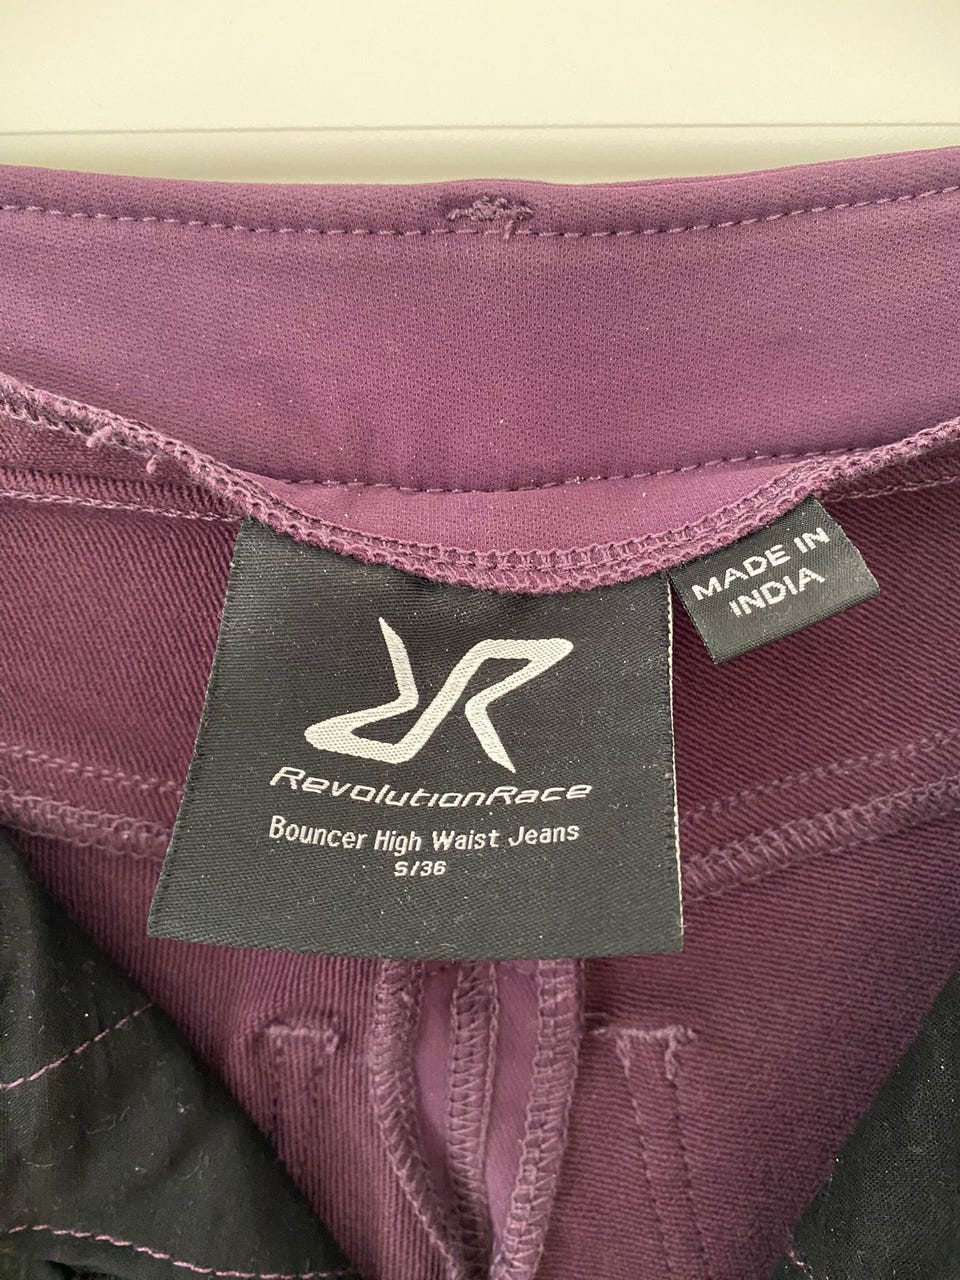 MADE IN
INDIA
RevolutionRace
Bouncer High Waist Jeans
S/36